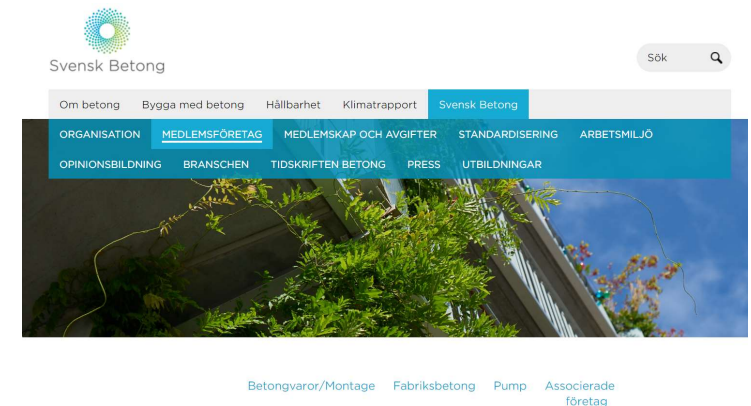 Svensk Betong
Sök
Om betong Bygga med betong Hållbarhet Klimatrapport Svensk Betong
ORGANISATION MEDLEMSFÖRETAG MEDLEMSKAP OCH AVGIFTER STANDARDISERING ARBETSMILJÖ
OPINIONSBILDNING BRANSCHEN TIDSKRIFTEN BETONG PRESS UTBILDNINGAR
Betongvaror/Montage Fabriksbetong Pump Associerade
företag